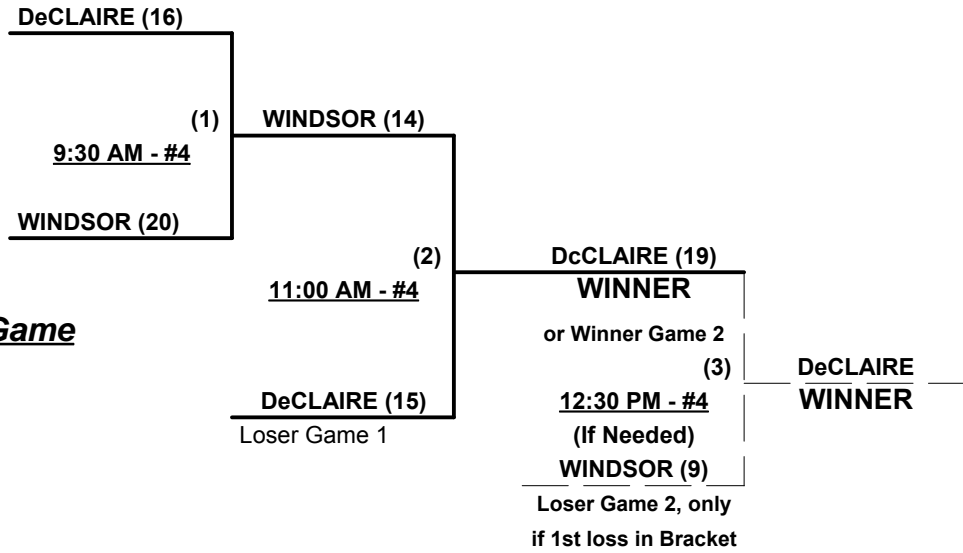 DeCLAIRE (16)
(1)
WINDSOR (14)
9:30 AM - #4
WINDSOR (20)
(2)
DcCLAIRE (19)
11:00 AM - #4
WINNER
Game
or Winner Game 2
(3)
DeCLAIRE
DeCLAIRE (15)
12:30 PM - #4
WINNER
Loser Game 1
(If Needed)
WINDSOR (9)
Loser Game 2, only
if 1st loss in Bracket